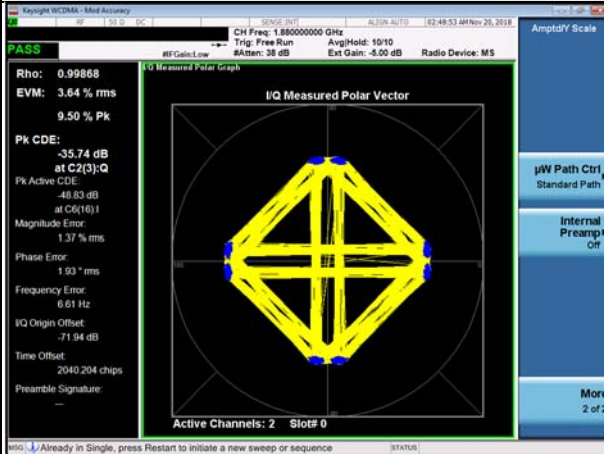 Keysight WCDMA - Mod Accuracy
RF 50 Ω DC SENSE:INT ALIGN AUTO 02:48:53 AM Nov 20, 2018
CH Freq: 1.880000000 GHz
Trig: Free Run Avg|Hold: 10/10
#IFGain:Low #Atten: 38 dB Ext Gain: -5.00 dB Radio Device: MS
PASS
Amptd/Y Scale
I/Q Measured Polar Graph
I/Q Measured Polar Vector
Rho: 0.99868
EVM: 3.64 % rms
9.50 % Pk
Pk CDE:
-35.74 dB
at C2(3):Q
Pk Active CDE:
-48.83 dB
at C6(16):I
Magnitude Error:
1.37 % rms
Phase Error:
1.93 ° rms
Frequency Error:
6.61 Hz
I/Q Origin Offset:
-71.94 dB
Time Offset:
2040.204 chips
Preamble Signature:
---
Active Channels: 2 Slot# 0
µW Path Ctrl
Standard Path
Internal
Preamp
Off
More
2 of 2
MSG Already in Single, press Restart to initiate a new sweep or sequence STATUS